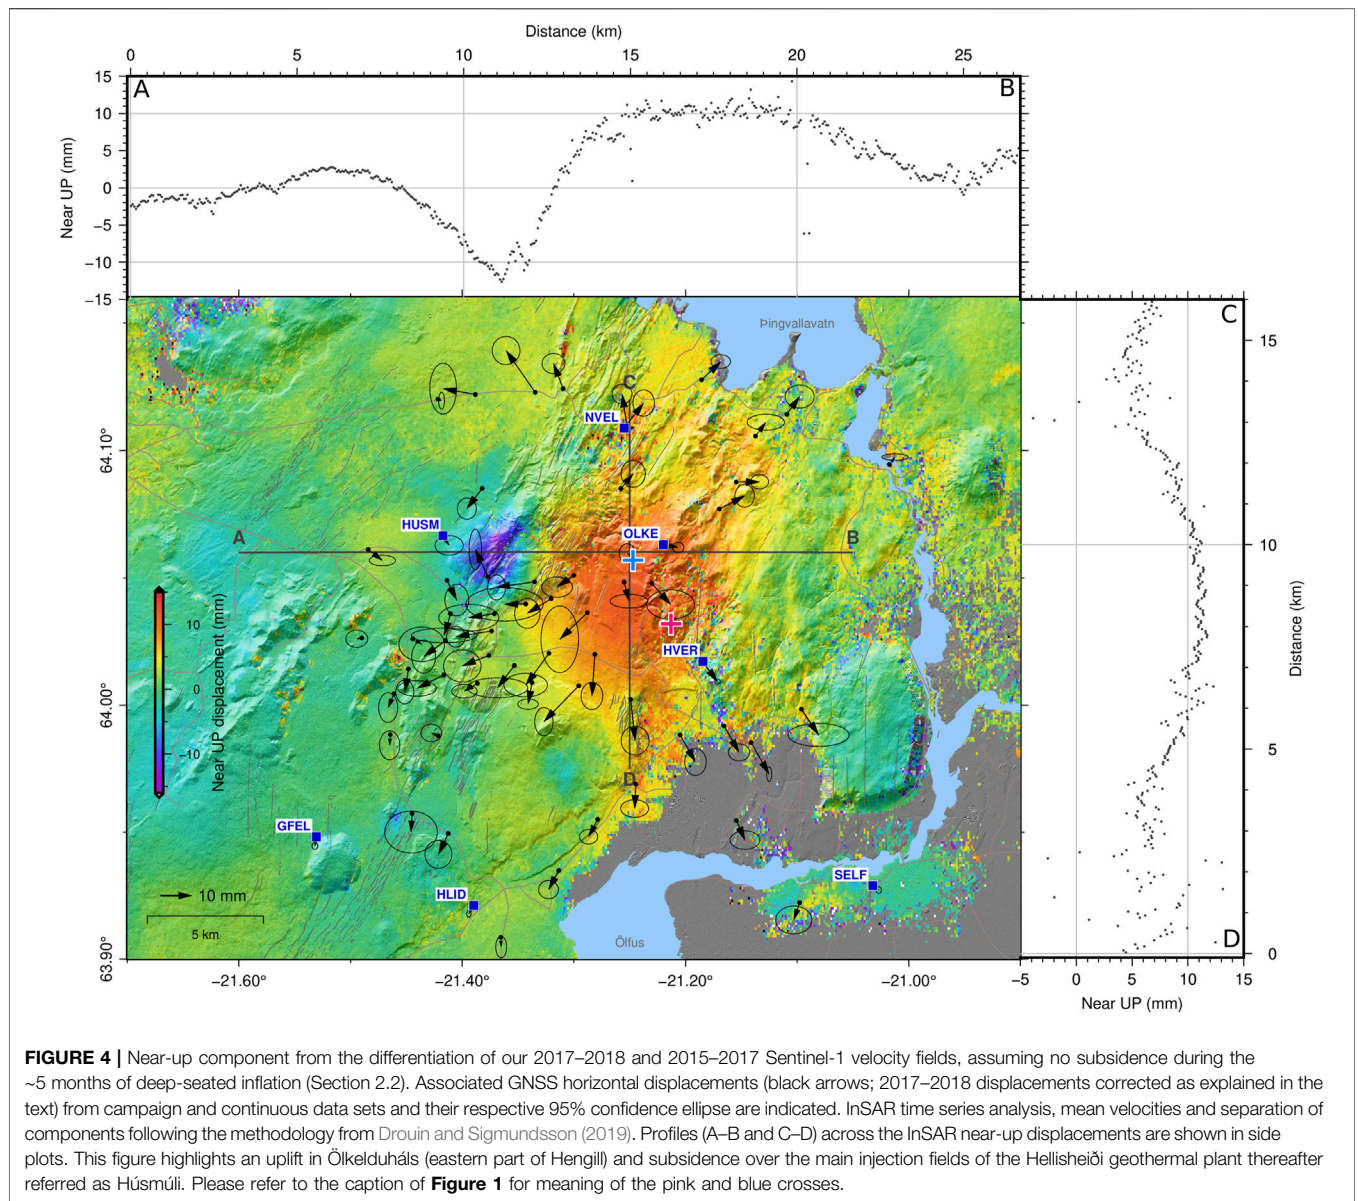 Distance (km)
0 5 10 15 20 25
A B
15
10
5
0
−5
−10
−15
Near UP (mm)
Þingvallavatn
C
NVEL
64.10°
HUSM
OLKE
A B
HVER
10
0
−10
Near UP displacement (mm)
64.00°
D
GFEL
HLID
SELF
10 mm
5 km
Ölfus
63.90°
−21.60° −21.40° −21.20° −21.00°
C
15
10
5
0
Distance (km)
D
−5 0 5 10 15
Near UP (mm)
FIGURE 4 | Near-up component from the differentiation of our 2017–2018 and 2015–2017 Sentinel-1 velocity fields, assuming no subsidence during the
~5 months of deep-seated inflation (Section 2.2). Associated GNSS horizontal displacements (black arrows; 2017–2018 displacements corrected as explained in the
text) from campaign and continuous data sets and their respective 95% confidence ellipse are indicated. InSAR time series analysis, mean velocities and separation of
components following the methodology from Drouin and Sigmundsson (2019). Profiles (A–B and C–D) across the InSAR near-up displacements are shown in side
plots. This figure highlights an uplift in Ölkelduháls (eastern part of Hengill) and subsidence over the main injection fields of the Hellisheiði geothermal plant thereafter
referred as Húsmúli. Please refer to the caption of Figure 1 for meaning of the pink and blue crosses.